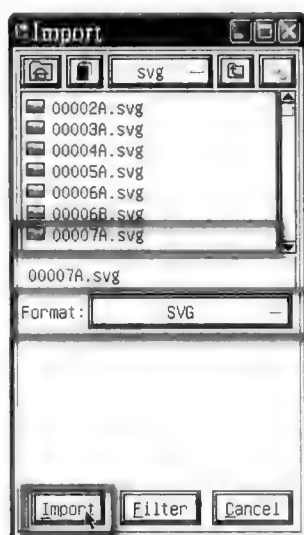 Import
svg
00002A.svg
00003A.svg
00004A.svg
00005A.svg
00006A.svg
00006B.svg
00007A.svg
00007A.svg
Format: SVG
Import Filter Cancel